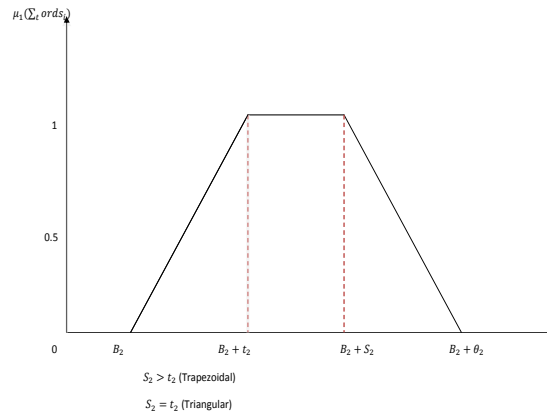 μ₁(∑ₜ ordsₜ)
1
0.5
0 B₂ B₂ + t₂ B₂ + S₂ B₂ + θ₂
S₂ > t₂ (Trapezoidal)
S₂ = t₂ (Triangular)